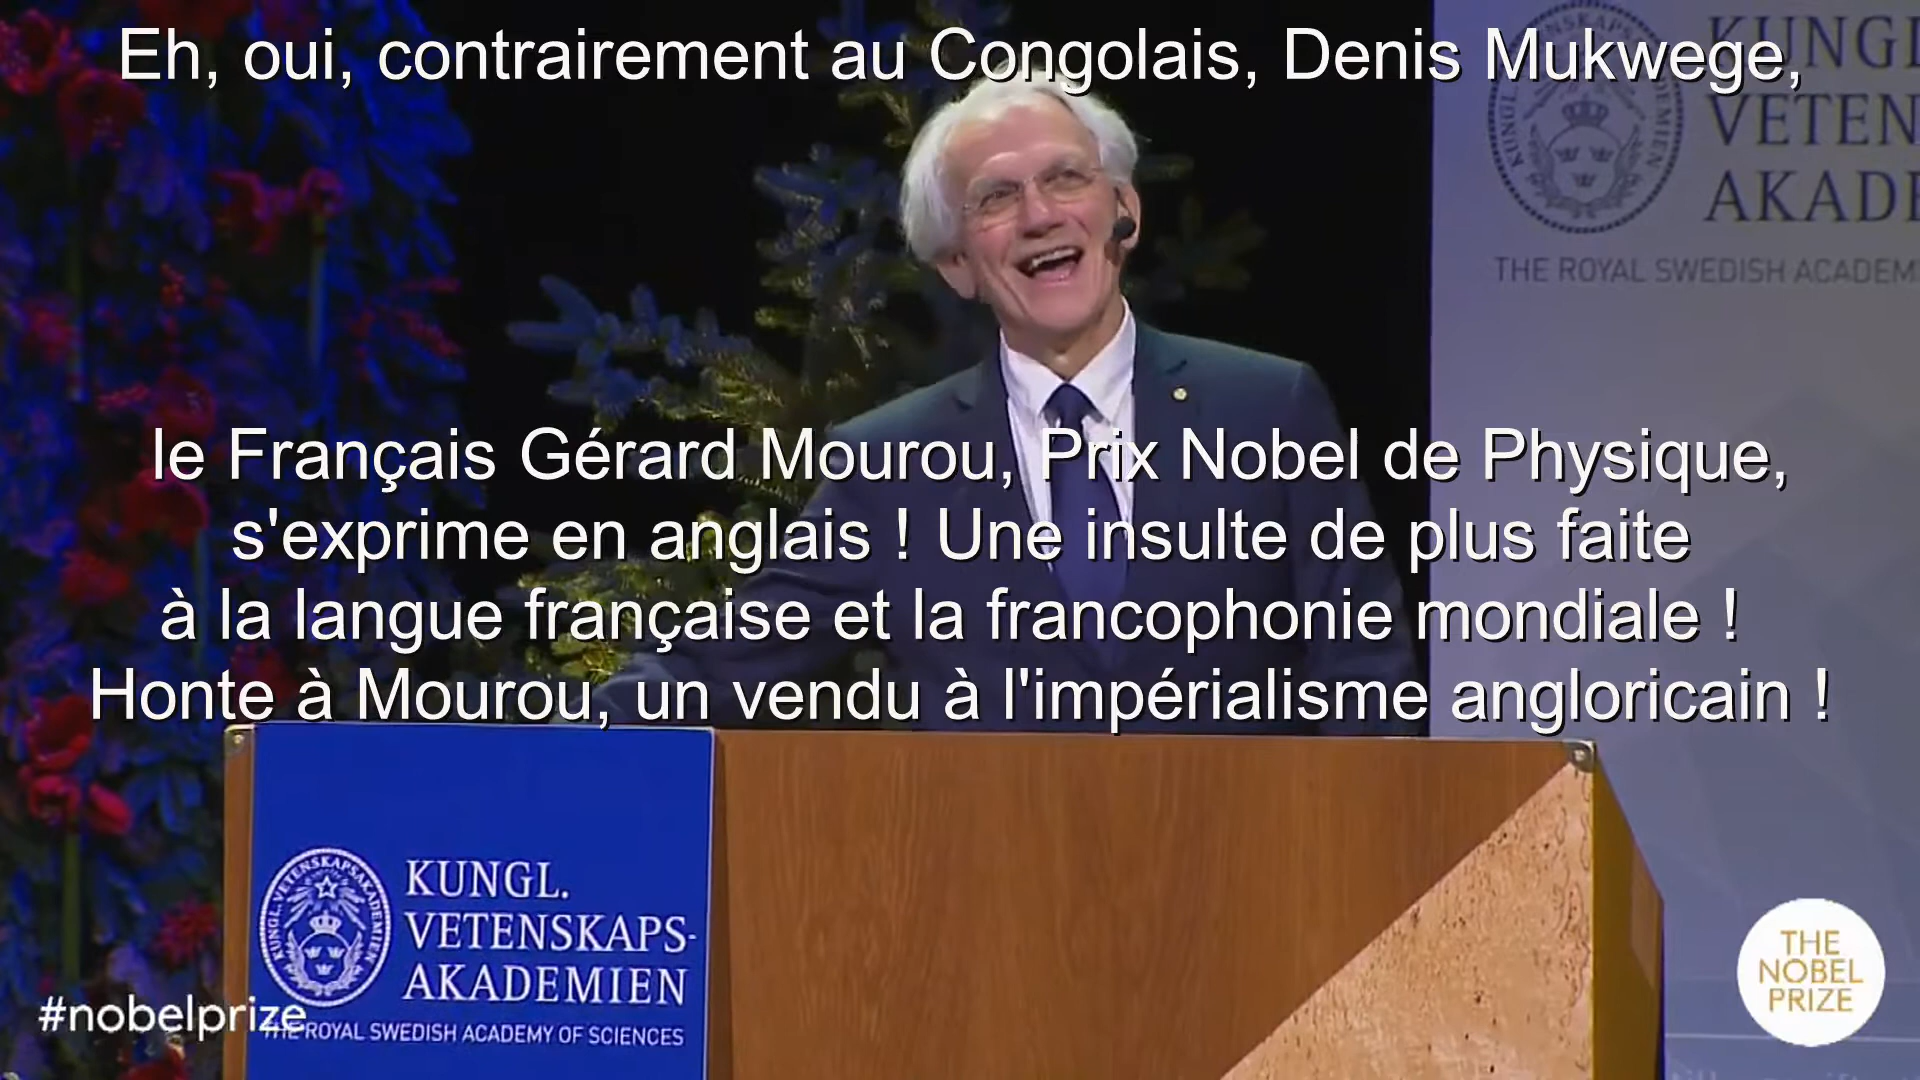 Eh, oui, contrairement au Congolais, Denis Mukwege,
KUNGL
VETEN
AKADE
THE ROYAL SWEDISH ACADEM
le Français Gérard Mourou, Prix Nobel de Physique,
s'exprime en anglais ! Une insulte de plus faite
à la langue française et la francophonie mondiale !
Honte à Mourou, un vendu à l'impérialisme angloricain !
KUNGL.
VETENSKAPS-
AKADEMIEN
THE ROYAL SWEDISH ACADEMY OF SCIENCES
#nobelprize
THE
NOBEL
PRIZE